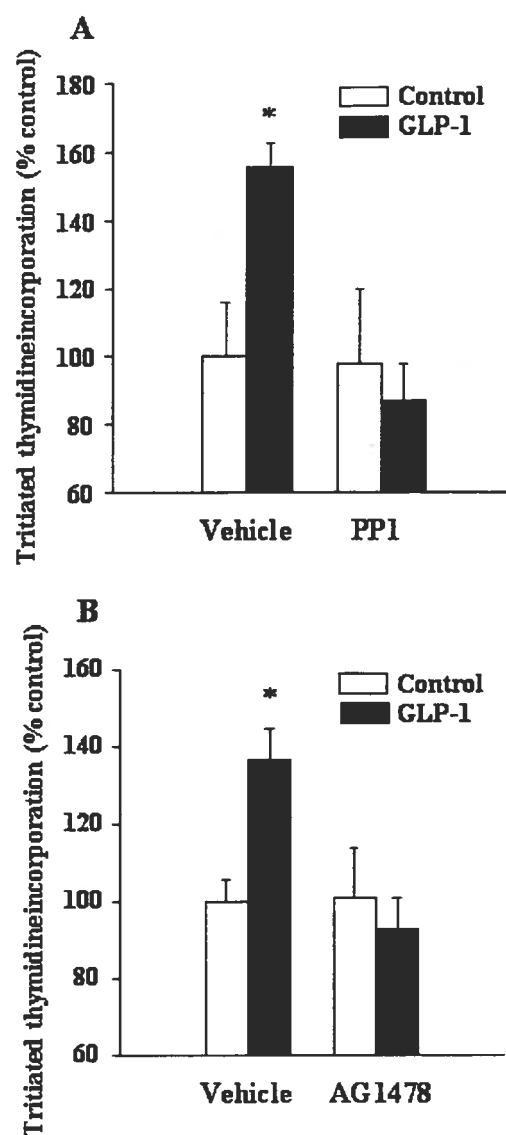 A
Tritiated thymidineincorporation (% control)
180
160
140
120
100
80
60
*
Control
GLP-1
Vehicle
PP1
B
Tritiated thymidineincorporation (% control)
160
140
120
100
80
60
*
Control
GLP-1
Vehicle
AG1478